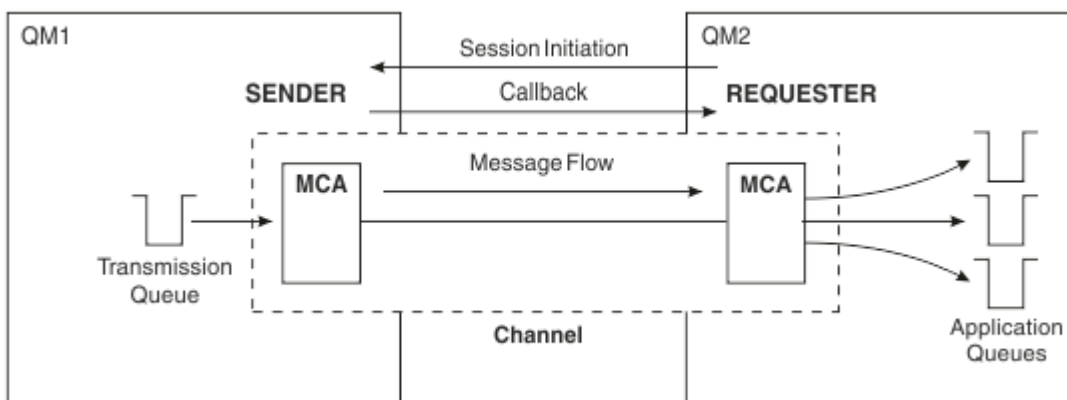 QM1
Session Initiation
QM2
SENDER
Callback
REQUESTER
Message Flow
MCA
MCA
Transmission
Queue
Channel
Application
Queues